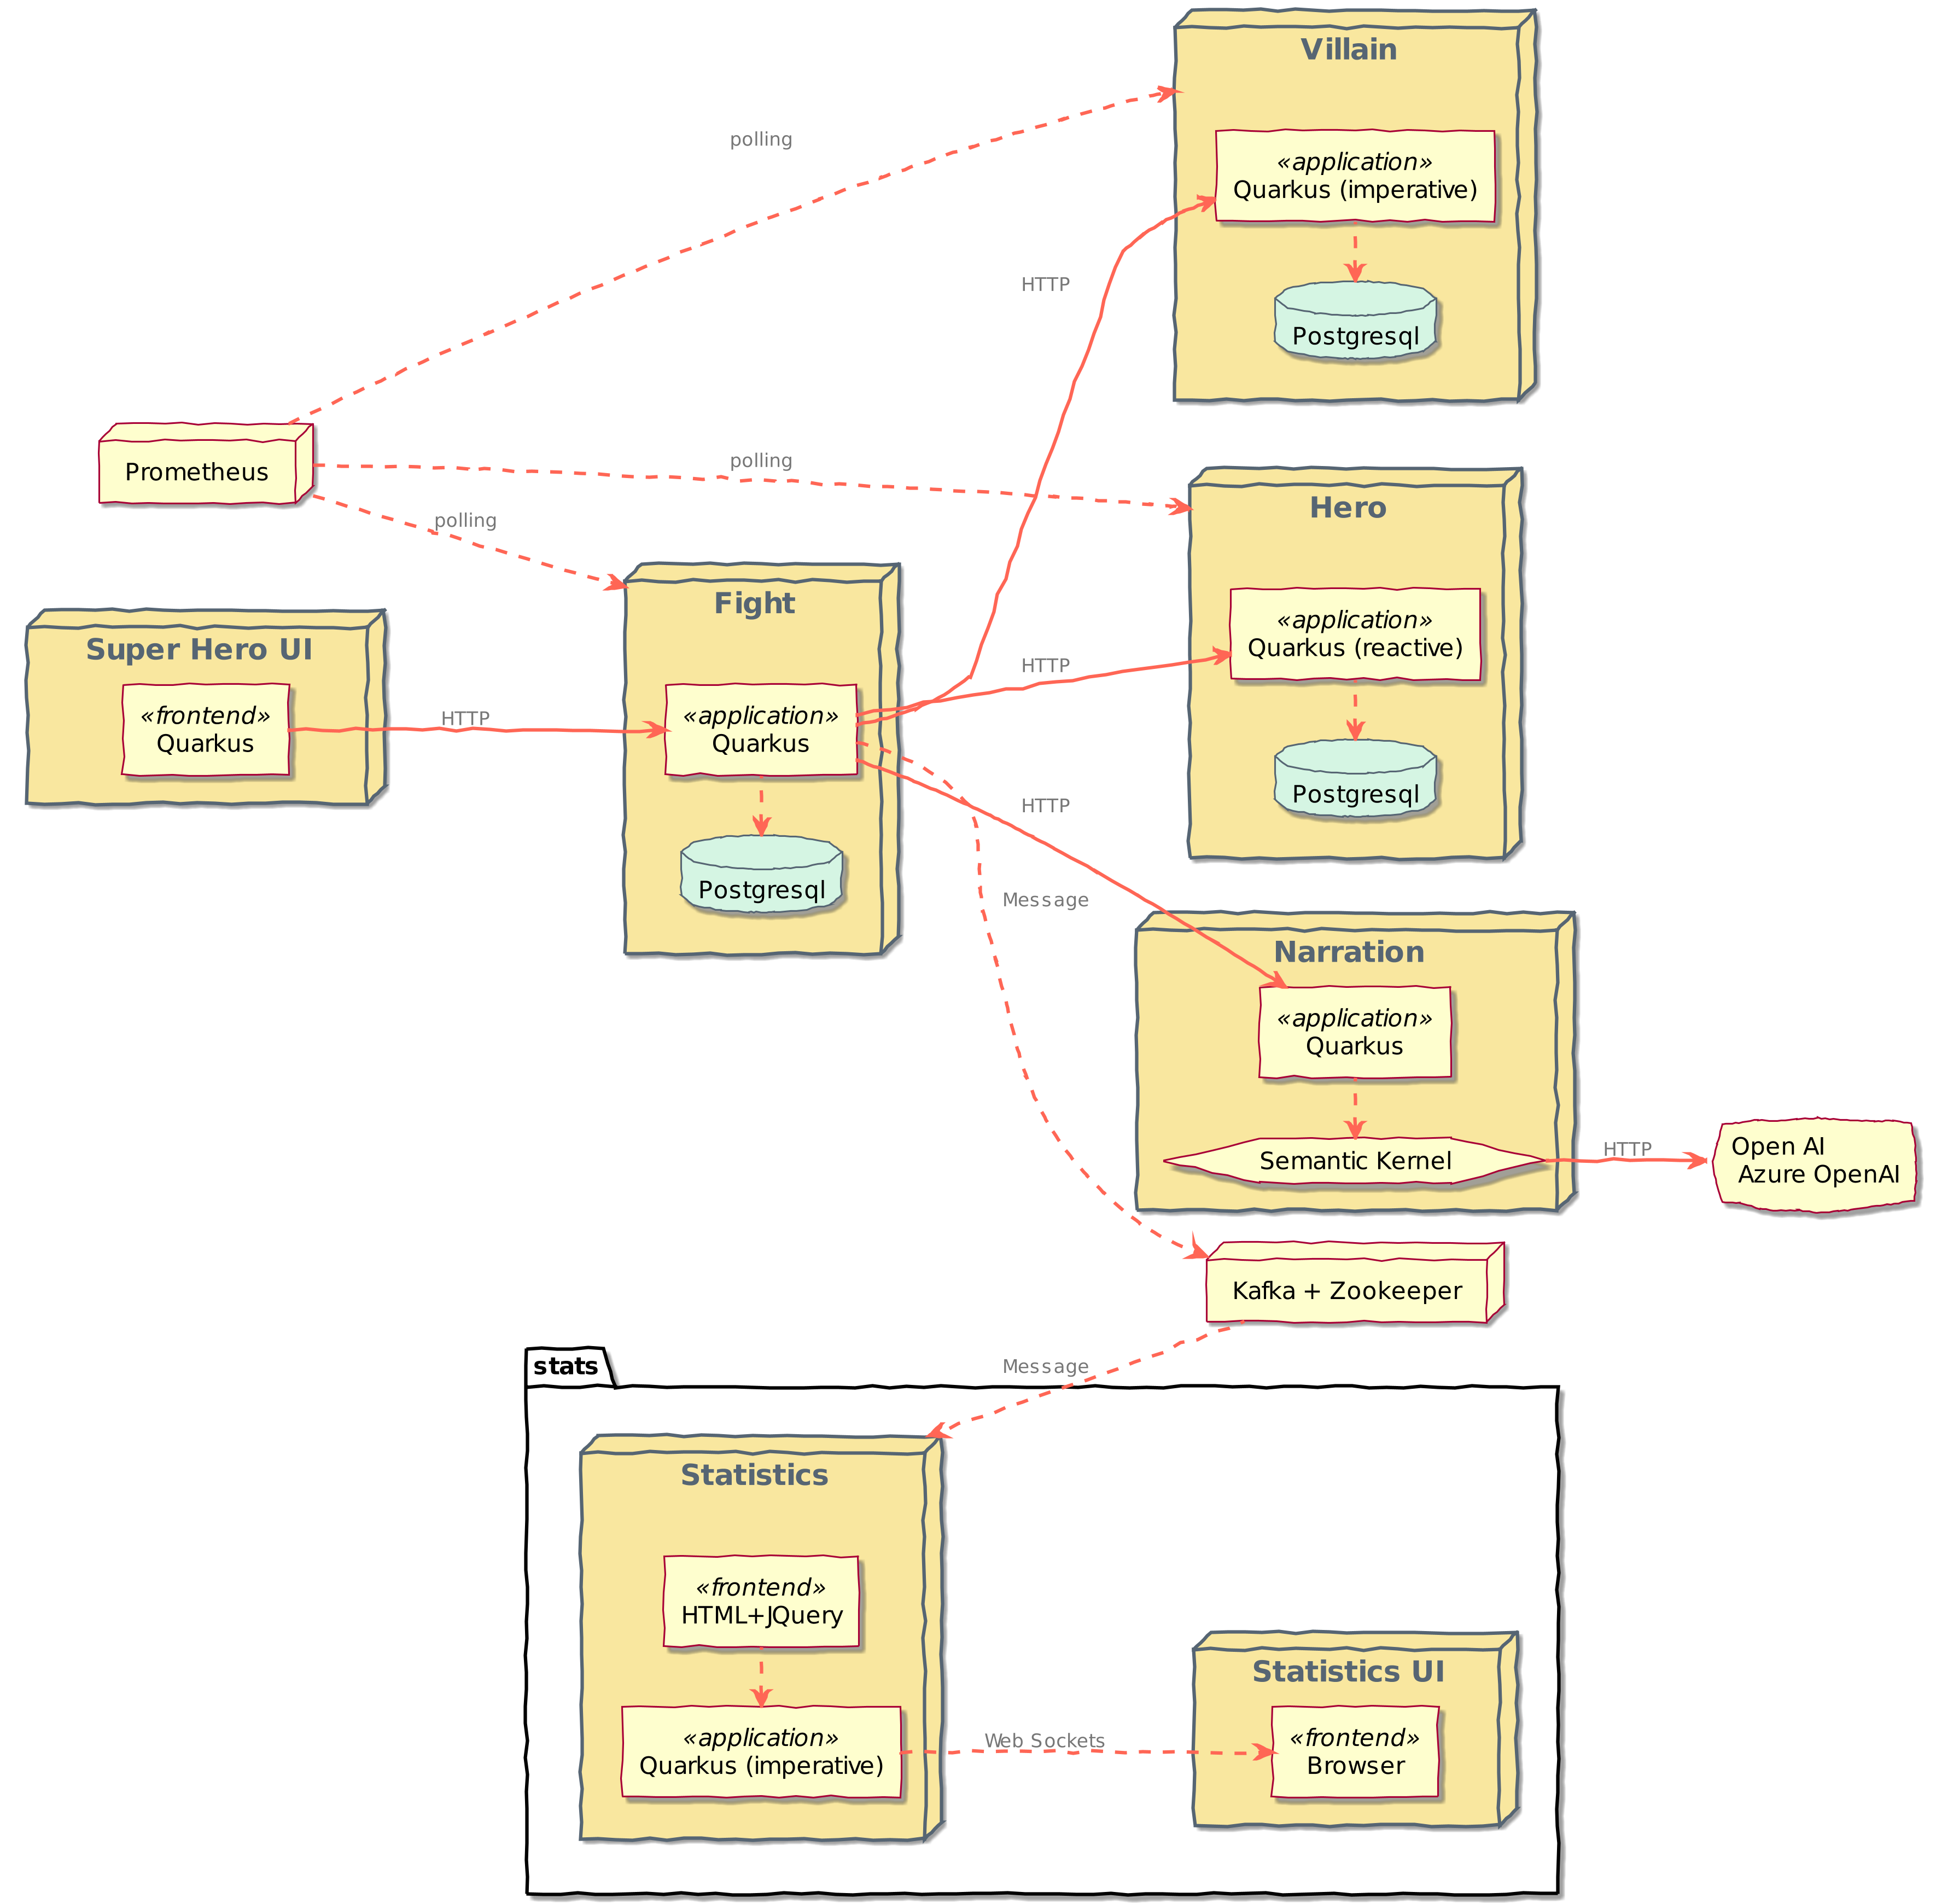 Villain
polling
«application»
Quarkus (imperative)
HTTP
Postgresql
Prometheus
polling
Hero
polling
Fight
«application»
Quarkus (reactive)
Super Hero UI
HTTP
«frontend»
Quarkus
HTTP
«application»
Quarkus
Postgresql
HTTP
Postgresql
Message
Narration
«application»
Quarkus
Semantic Kernel
HTTP
Open AI
Azure OpenAI
Kafka + Zookeeper
stats
Message
Statistics
«frontend»
HTML+JQuery
Statistics UI
«application»
Quarkus (imperative)
Web Sockets
«frontend»
Browser